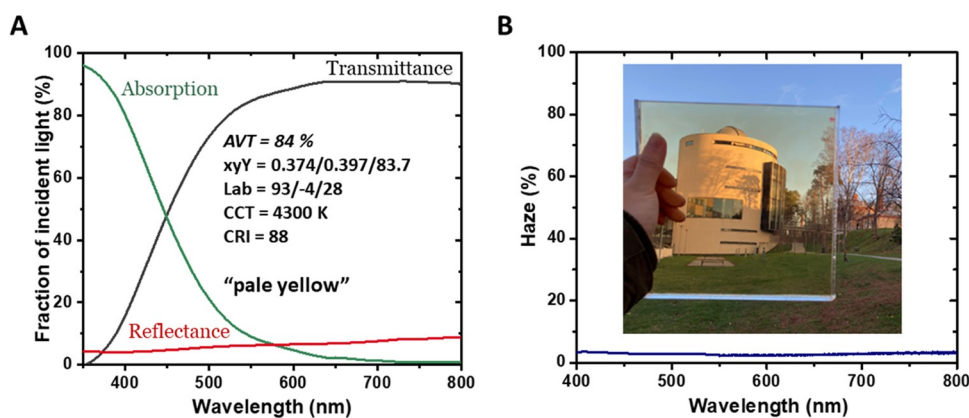 A
B
Fraction of incident light (%)
100
80
60
40
20
0
Absorption
Transmittance
AVT = 84 %
xyY = 0.374/0.397/83.7
Lab = 93/-4/28
CCT = 4300 K
CRI = 88
“pale yellow”
Reflectance
400 500 600 700 800
Wavelength (nm)
Haze (%)
100
80
60
40
20
0
400 500 600 700 800
Wavelength (nm)